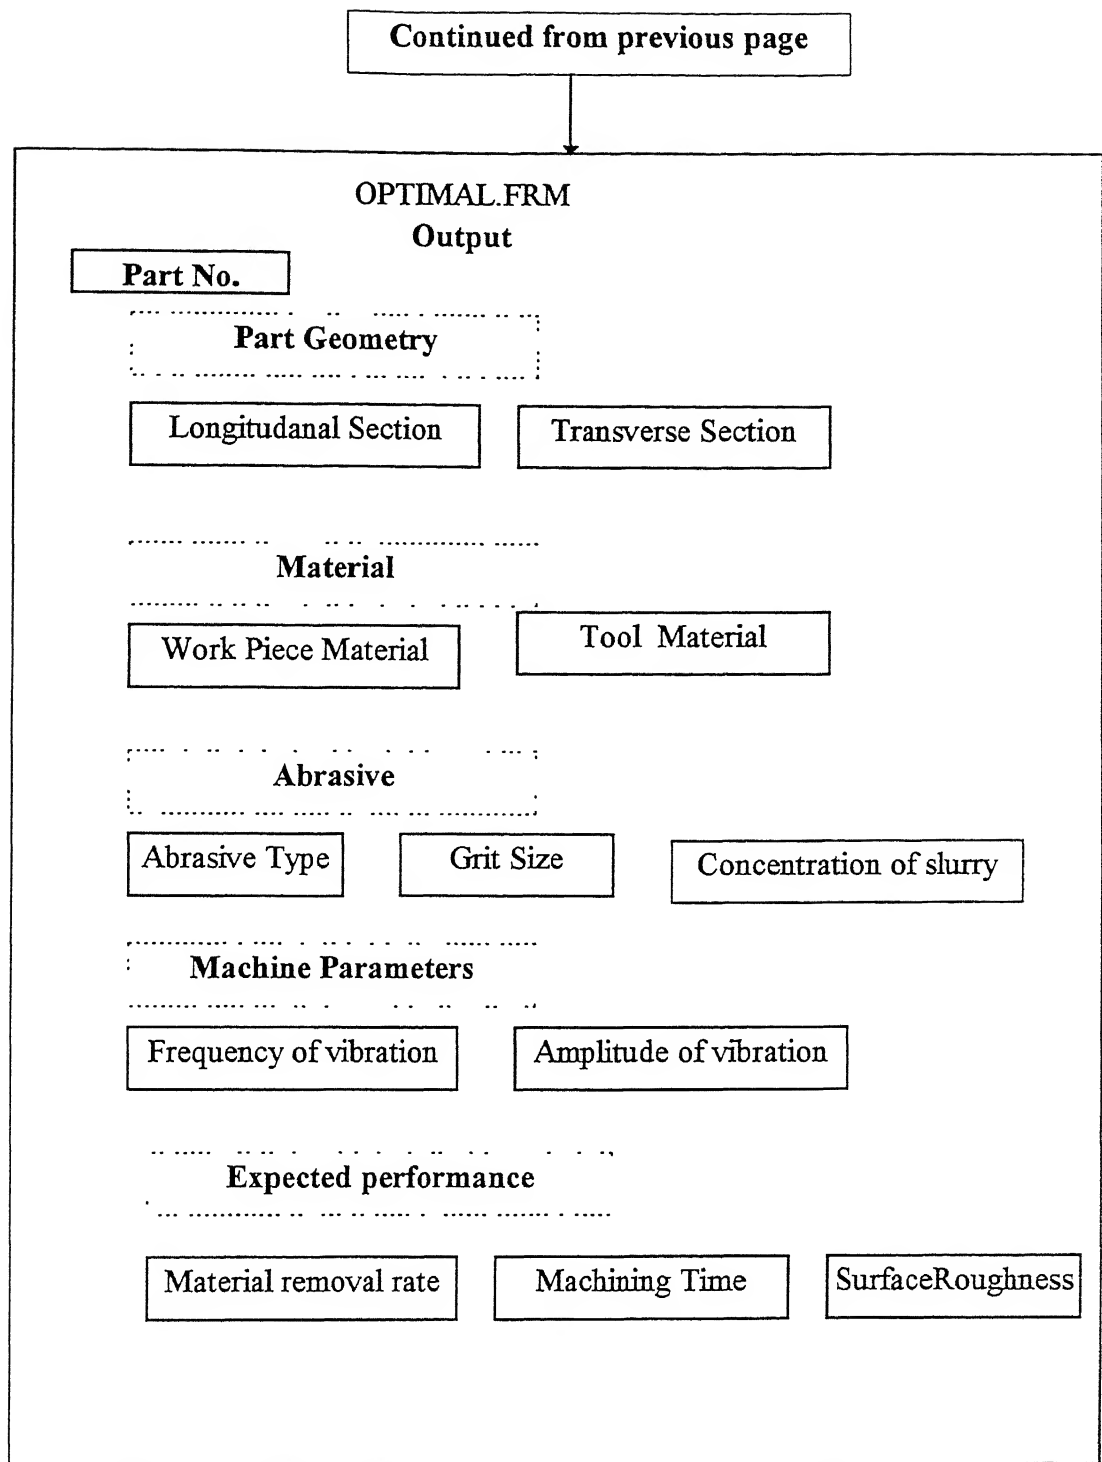 Continued from previous page
OPTIMAL.FRM
Output
Part No.
Part Geometry
Longitudanal Section
Transverse Section
Material
Work Piece Material
Tool Material
Abrasive
Abrasive Type
Grit Size
Concentration of slurry
Machine Parameters
Frequency of vibration
Amplitude of vibration
Expected performance
Material removal rate
Machining Time
SurfaceRoughness